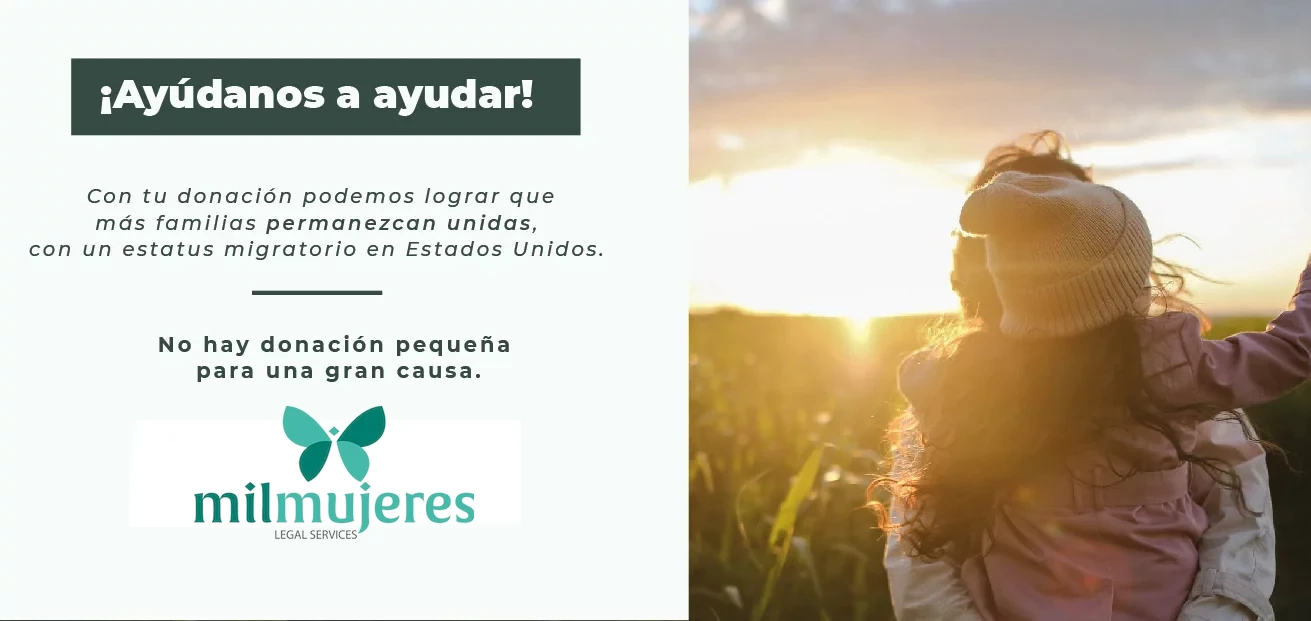 ¡Ayúdanos a ayudar!
Con tu donación podemos lograr que
más familias permanezcan unidas,
con un estatus migratorio en Estados Unidos.
No hay donación pequeña
para una gran causa.
milmujeres
LEGAL SERVICES